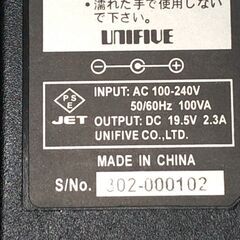 ・濡れた手で使用しない
で下さい。
UNIFIVE
PSE
JET
INPUT: AC 100-240V
50/60Hz 100VA
OUTPUT: DC 19.5V 2.3A
UNIFIVE CO.,LTD.
MADE IN CHINA
S/No. 302-000102